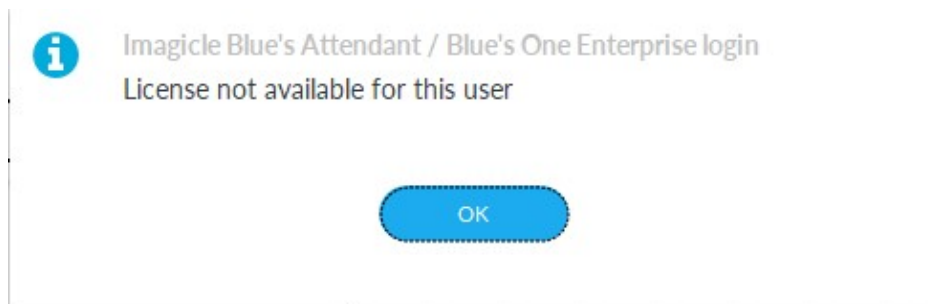 Imagicle Blue's Attendant / Blue's One Enterprise login
License not available for this user
OK